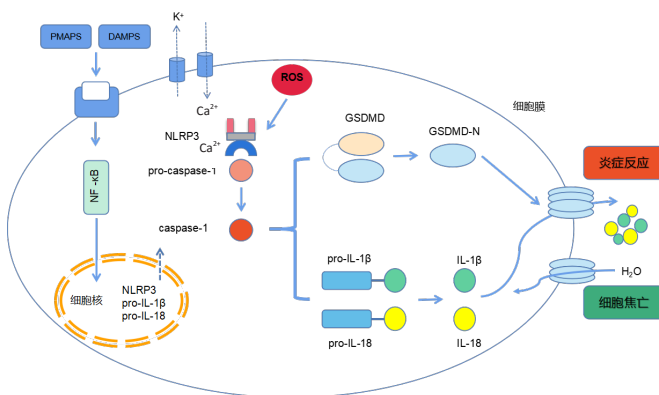 K⁺
PMAPS
DAMPS
ROS
Ca²⁺
细胞膜
NLRP3
Ca²⁺
pro-caspase-1
GSDMD
GSDMD-N
炎症反应
NF-κB
caspase-1
pro-IL-1β
IL-1β
H₂O
细胞核
NLRP3
pro-IL-1β
pro-IL-18
细胞焦亡
pro-IL-18
IL-18